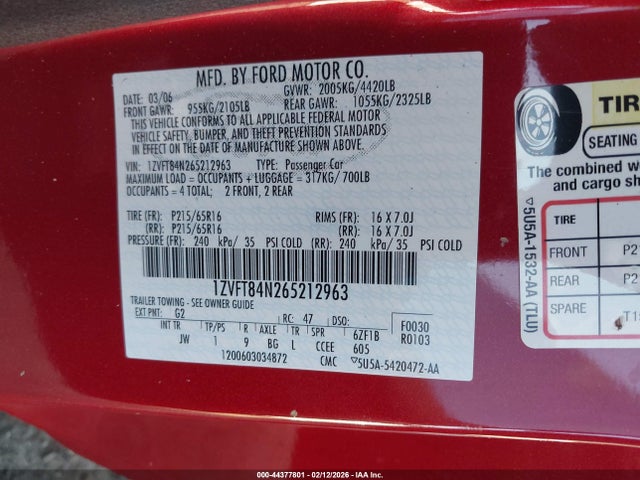 MFD. BY FORD MOTOR CO.
DATE: 03/06 GVWR: 2005KG/4420LB
FRONT GAWR: 955KG/2105LB REAR GAWR: 1055KG/2325LB
THIS VEHICLE CONFORMS TO ALL APPLICABLE FEDERAL MOTOR
VEHICLE SAFETY, BUMPER, AND THEFT PREVENTION STANDARDS
IN EFFECT ON THE DATE OF MANUFACTURE SHOWN ABOVE.
VIN: 1ZVFT84N265212963 TYPE: Passenger Car
MAXIMUM LOAD = OCCUPANTS + LUGGAGE = 317KG/700LB
OCCUPANTS = 4 TOTAL; 2 FRONT, 2 REAR
TIRE (FR): P215/65R16 RIMS (FR): 16 X 7.0J
(RR): P215/65R16 (RR): 16 X 7.0J
PRESSURE (FR): 240 kPa/ 35 PSI COLD (RR): 240 kPa/ 35 PSI COLD
1ZVFT84N265212963
TRAILER TOWING - SEE OWNER GUIDE
EXT PNT: G2 RC: 47 DSO: F0030
INT TR TP/PS R AXLE TR SPR 6ZF1B R0103
JW 1 9 BG L CCEE 605
1200603034872 CMC ▽5U5A-5420472-AA
TIR
SEATING
The combined w
and cargo sh
TIRE
FRONT P2
REAR P2
SPARE T15
▽5U5A-1532-AA (TLU)
000-44377801 - 02/12/2026 - IAA Inc.